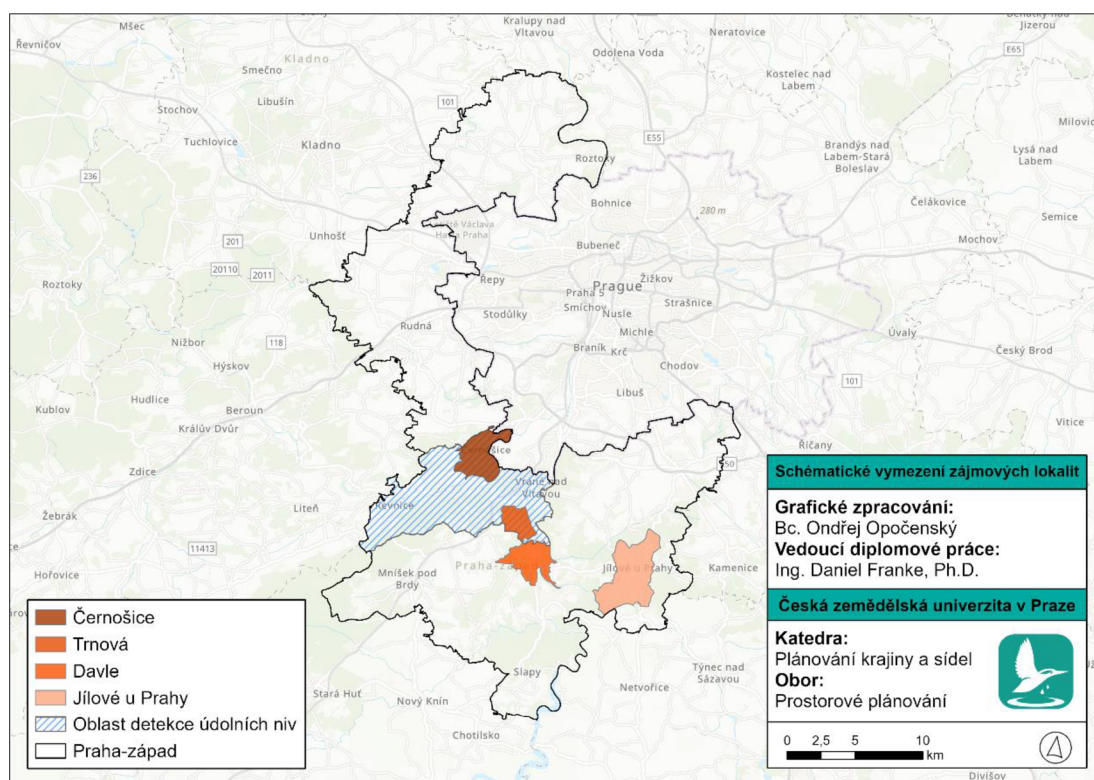 Mšec
Řevničov
Kralupy nad
Vltavou
Neratovice
Odolena Voda
E65
Kladno
Smečno
Libušín
Kostelec nad
Labem
101
Stochov
Milovic
E55
Tuchlovice
Kladno
Brandýs nad
Labem-Stará
Boleslav
Lysá nad
Labem
Roztoky
236
Bohnice
280 m
Čelákovice
Semice
Unhošť
201
Mochov
Bubeneč
20110
2011
Řepy
Žižkov
Roztoky
Prague
Praha 5
Smíchov
Strašnice
Stodůlky
Nusle
Rudná
Michle
Úvaly
Nižbor
118
Braník
Krč
Český Brod
Hýskov
Chodov
101
Hudlice
Libuš
Kublov
Beroun
Králův Dvůr
Vitice
Říčany
Černošice
Zdice
E50
Vrané nad
Vltavou
Řevnice
Liteň
Žebrák
11413
Praha-západ
Jílové u Prahy
Kamenice
Hořovice
Mníšek pod
Brdy
Slapy
Týnec nad
Sázavou
Stará Huť
Nový Knín
Netvořice
Chotilsko
Divišov
Černošice
Trnová
Davle
Jílové u Prahy
Oblast detekce údolních niv
Praha-západ
Schématické vymezení zájmových lokalit
Grafické zpracování:
Bc. Ondřej Opočenský
Vedoucí diplomové práce:
Ing. Daniel Franke, Ph.D.
Česká zemědělská univerzita v Praze
Katedra:
Plánování krajiny a sídel
Obor:
Prostorové plánování
0 2,5 5 10
km